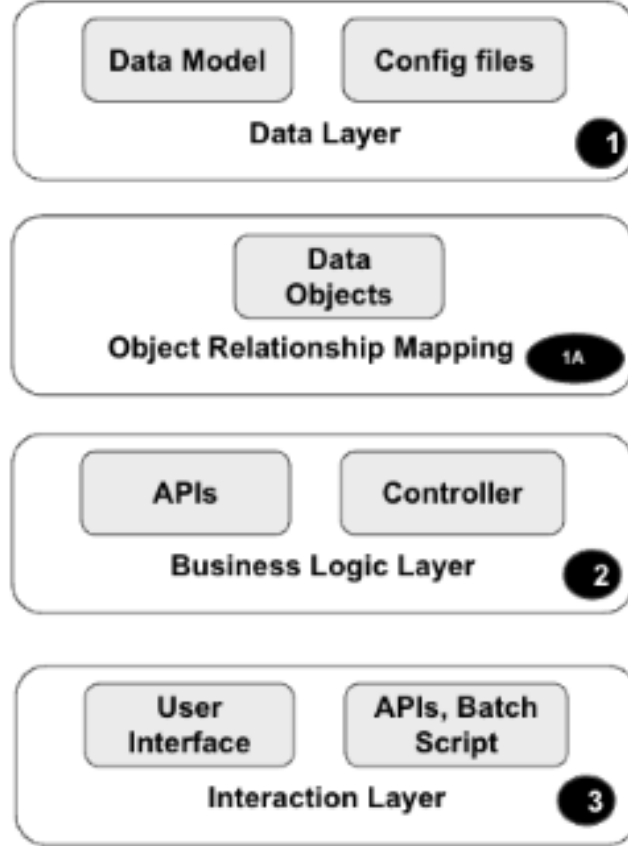 Data Model
Config files
Data Layer
1
Data
Objects
Object Relationship Mapping
1A
APIs
Controller
Business Logic Layer
2
User
Interface
APIs, Batch
Script
Interaction Layer
3